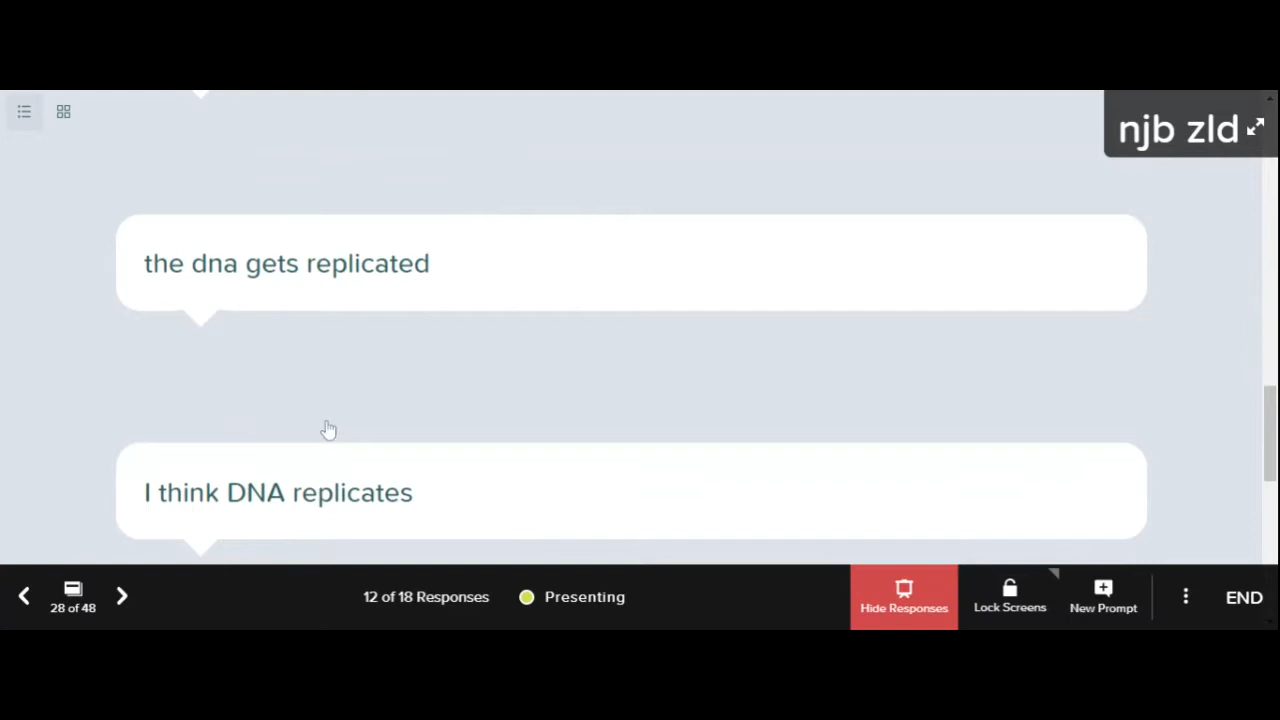 njb zld
the dna gets replicated
I think DNA replicates
28 of 48
12 of 18 Responses
Presenting
Hide Responses
Lock Screens
New Prompt
END